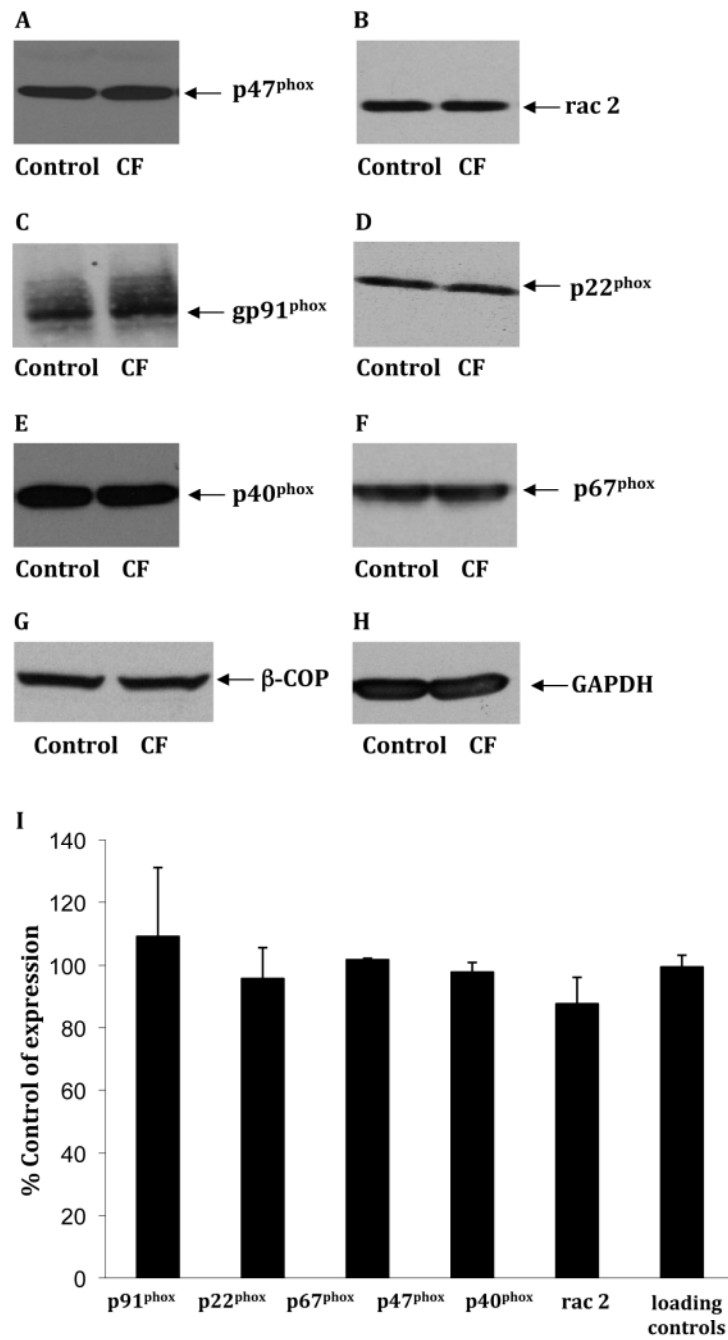 A
p47phox
Control CF
B
rac 2
Control CF
C
gp91phox
Control CF
D
p22phox
Control CF
E
p40phox
Control CF
F
p67phox
Control CF
G
β-COP
Control CF
H
GAPDH
Control CF
I
% Control of expression
140
120
100
80
60
40
20
0
p91phox p22phox p67phox p47phox p40phox rac 2 loading
controls